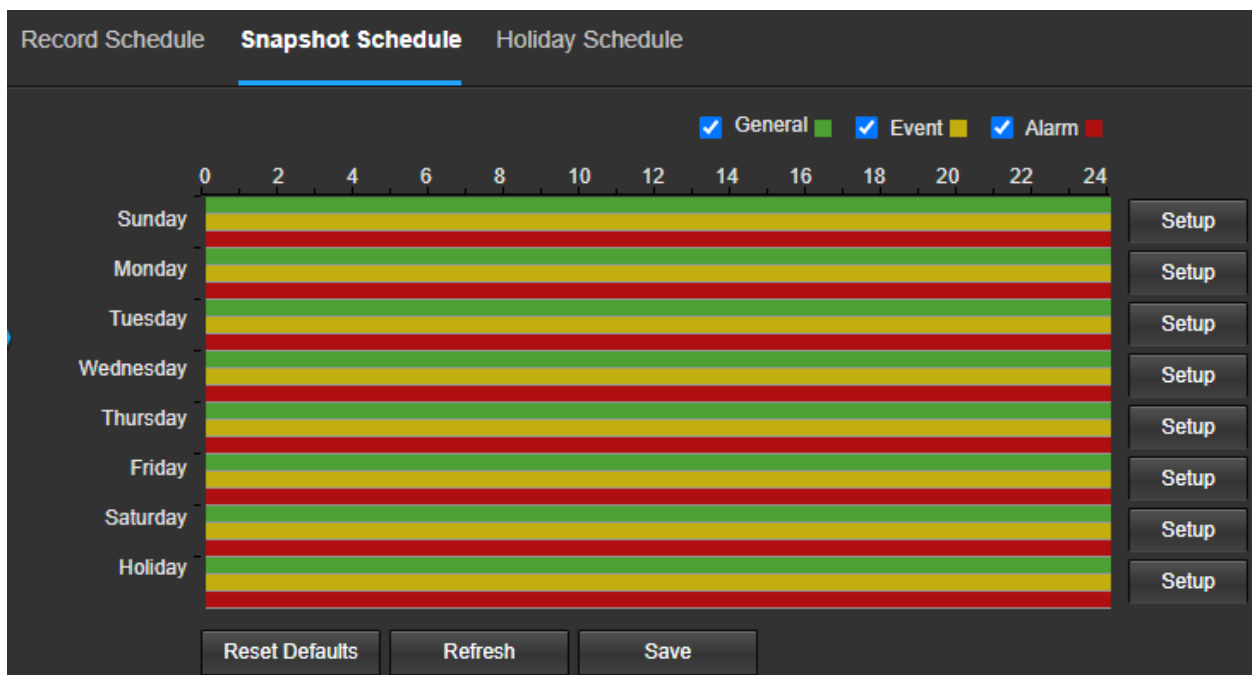 Record Schedule Snapshot Schedule Holiday Schedule
General Event Alarm
0 2 4 6 8 10 12 14 16 18 20 22 24
Sunday Setup
Monday Setup
Tuesday Setup
Wednesday Setup
Thursday Setup
Friday Setup
Saturday Setup
Holiday Setup
Reset Defaults Refresh Save